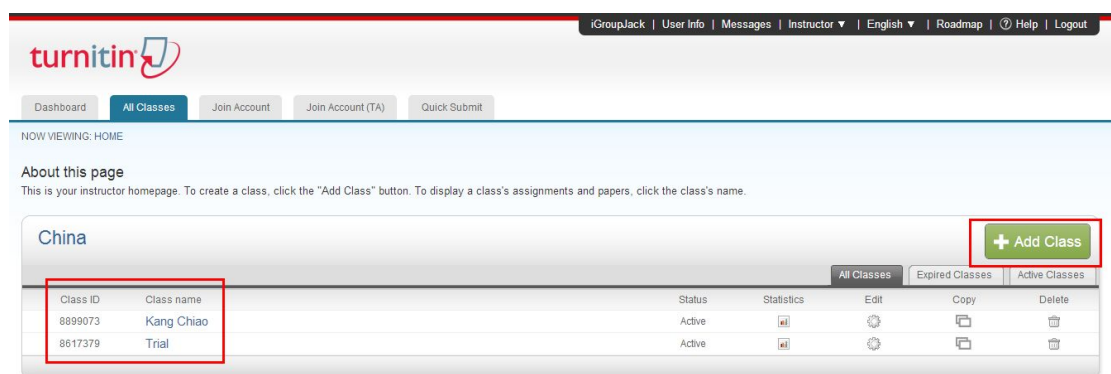 iGroupJack | User Info | Messages | Instructor ▼ | English ▼ | Roadmap | ? Help | Logout
turnitin
Dashboard All Classes Join Account Join Account (TA) Quick Submit
NOW VIEWING: HOME
About this page
This is your instructor homepage. To create a class, click the "Add Class" button. To display a class's assignments and papers, click the class's name.
China + Add Class
All Classes Expired Classes Active Classes
Class ID Class name Status Statistics Edit Copy Delete
8899073 Kang Chiao Active
8617379 Trial Active